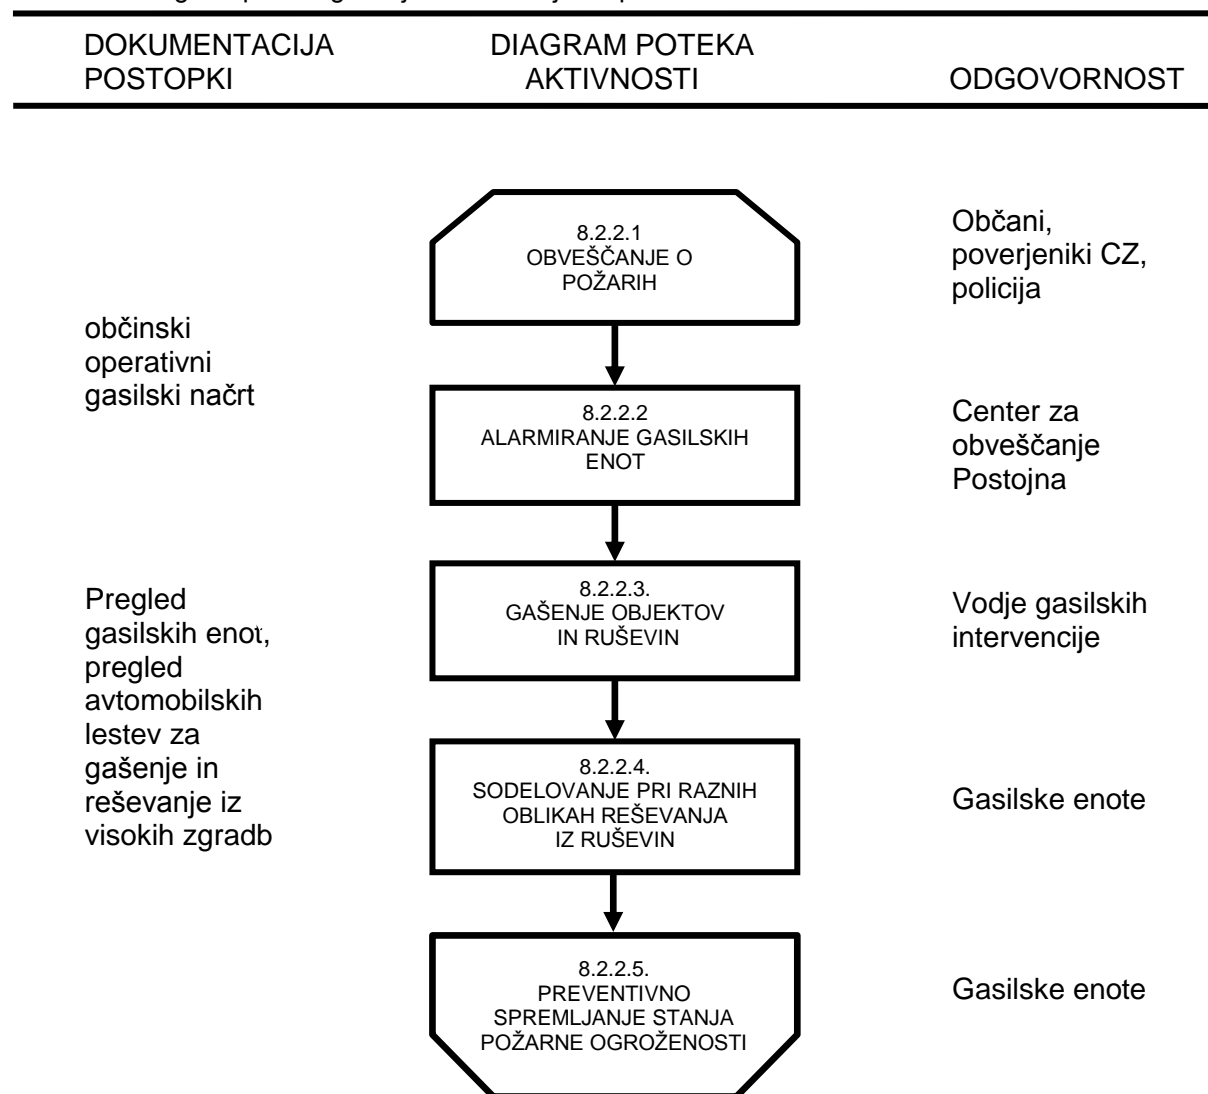 DOKUMENTACIJA
POSTOPKI
DIAGRAM POTEKA
AKTIVNOSTI
ODGOVORNOST
8.2.2.1
OBVEŠČANJE O
POŽARIH
Občani,
poverjeniki CZ,
policija
občinski
operativni
gasilski načrt
8.2.2.2
ALARMIRANJE GASILSKIH
ENOT
Center za
obveščanje
Postojna
Pregled
gasilskih enot,
pregled
avtomobilskih
lestev za
gašenje in
reševanje iz
visokih zgradb
8.2.2.3.
GAŠENJE OBJEKTOV
IN RUŠEVIN
Vodje gasilskih
intervencije
8.2.2.4.
SODELOVANJE PRI RAZNIH
OBLIKAH REŠEVANJA
IZ RUŠEVIN
Gasilske enote
8.2.2.5.
PREVENTIVNO
SPREMLJANJE STANJA
POŽARNE OGROŽENOSTI
Gasilske enote